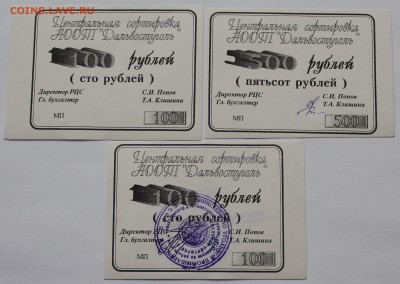 COINS.LAVE.RU
Центральная сортировка
АООТ "Дальвостуголь"
100 рублей
( сто рублей )
Директор РЦС С.И. Попов
Гл. бухгалтер Т.А. Клишина
МП 100
Центральная сортировка
АООТ "Дальвостуголь"
500 рублей
( пятьсот рублей )
Директор РЦС С.И. Попов
Гл. бухгалтер Т.А. Клишина
МП 500
Центральная сортировка
АООТ "Дальвостуголь"
100 рублей
( сто рублей )
Директор РЦС С.И. Попов
Гл. бухгалтер Т.А. Клишина
МП 100